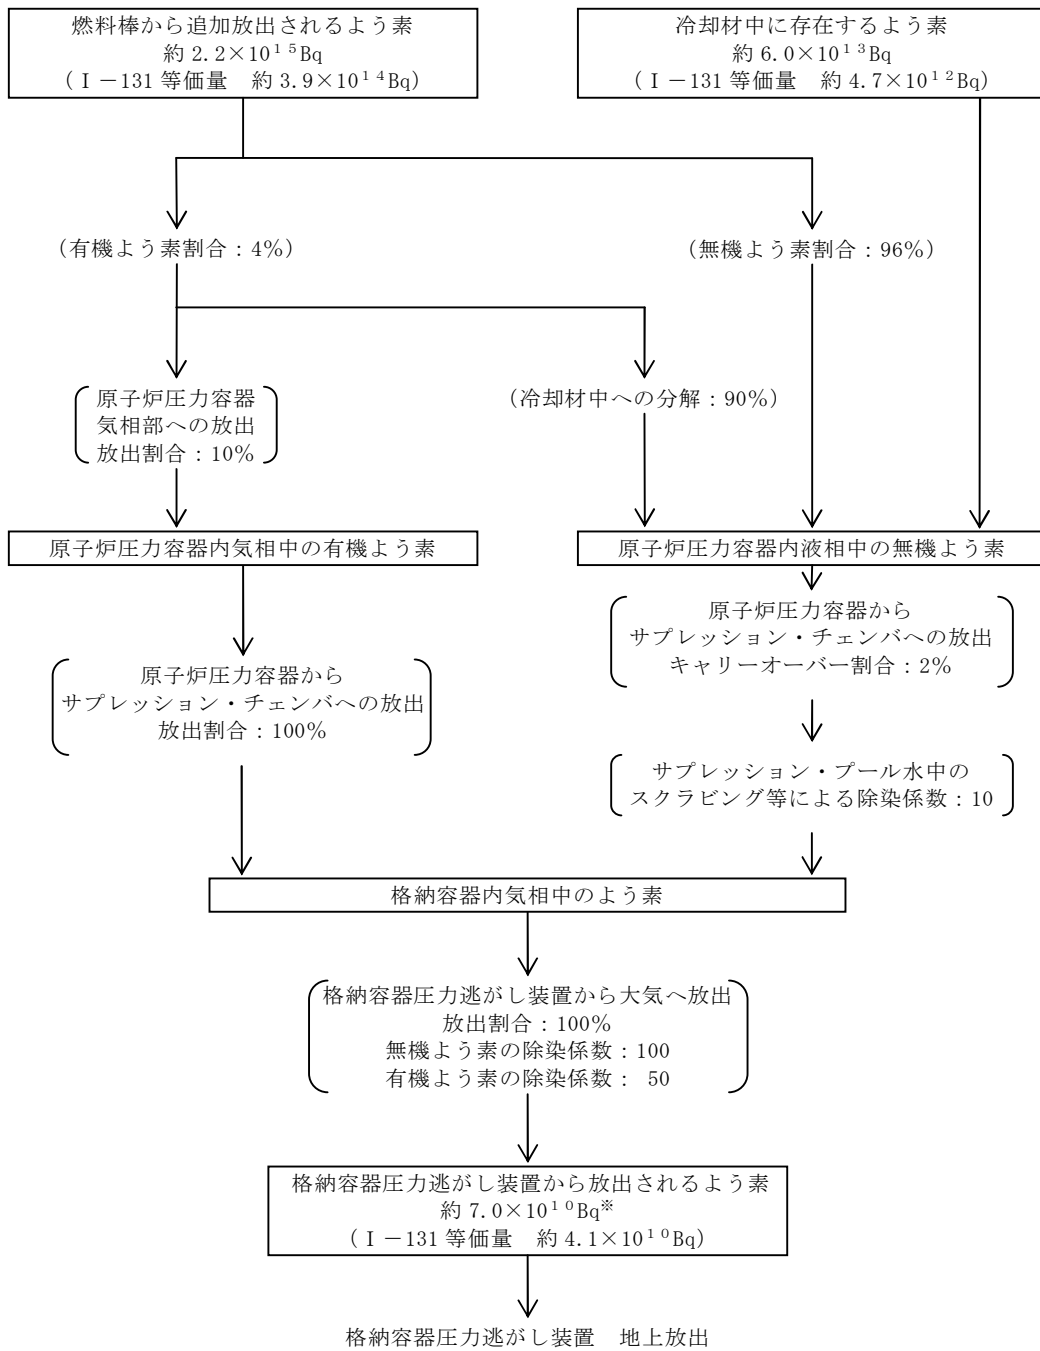 燃料棒から追加放出されるよう素
約 2.2×10¹⁵Bq
(Ⅰ－131 等価量　約 3.9×10¹⁴Bq)
冷却材中に存在するよう素
約 6.0×10¹³Bq
(Ⅰ－131 等価量　約 4.7×10¹²Bq)
(有機よう素割合：4%)
(無機よう素割合：96%)
原子炉圧力容器
気相部への放出
放出割合：10%
(冷却材中への分解：90%)
原子炉圧力容器内気相中の有機よう素
原子炉圧力容器内液相中の無機よう素
原子炉圧力容器から
サプレッション・チェンバへの放出
放出割合：100%
原子炉圧力容器から
サプレッション・チェンバへの放出
キャリーオーバー割合：2%
サプレッション・プール水中の
スクラビング等による除染係数：10
格納容器内気相中のよう素
格納容器圧力逃がし装置から大気へ放出
放出割合：100%
無機よう素の除染係数：100
有機よう素の除染係数： 50
格納容器圧力逃がし装置から放出されるよう素
約 7.0×10¹⁰Bq※
(Ⅰ－131 等価量　約 4.1×10¹⁰Bq)
格納容器圧力逃がし装置　地上放出